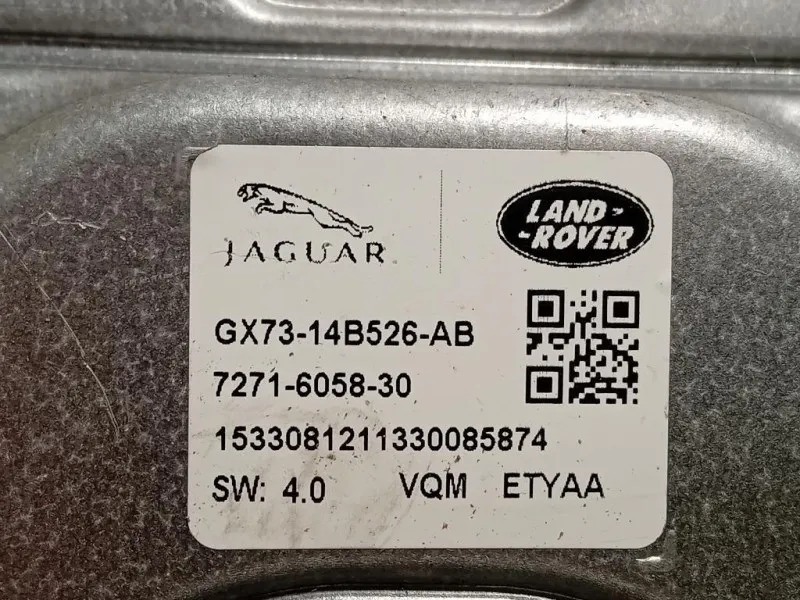 JAGUAR
LAND-
-ROVER
GX73-14B526-AB
7271-6058-30
1533081211330085874
SW: 4.0 VQM ETYAA